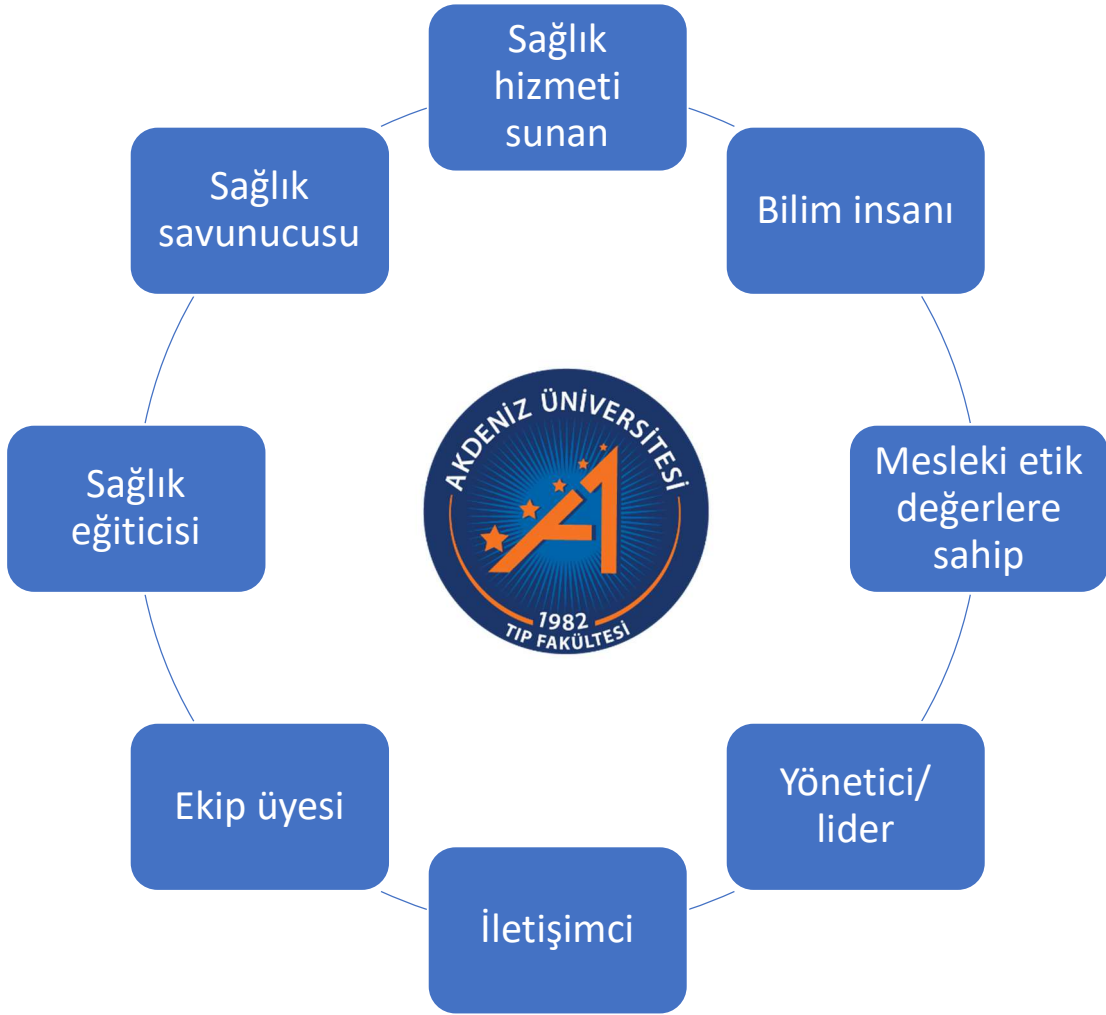 Sağlık
hizmeti
sunan
Bilim insanı
Mesleki etik
değerlere
sahip
Yönetici/
lider
İletişimci
Ekip üyesi
Sağlık
eğiticisi
Sağlık
savunucusu
AKDENİZ ÜNİVERSİTESİ
1982
TIP FAKÜLTESİ